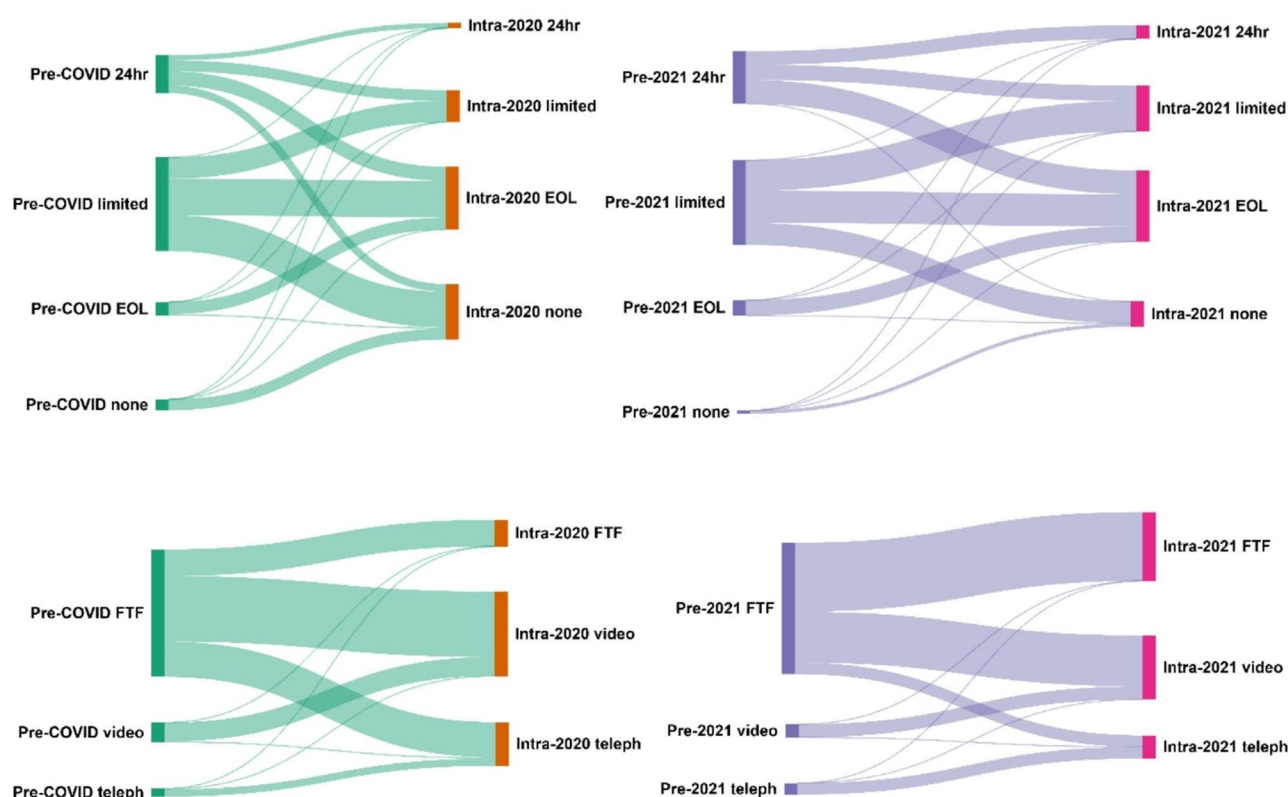 Pre-COVID 24hr
Pre-COVID limited
Pre-COVID EOL
Pre-COVID none
Intra-2020 24hr
Intra-2020 limited
Intra-2020 EOL
Intra-2020 none
Pre-2021 24hr
Pre-2021 limited
Pre-2021 EOL
Pre-2021 none
Intra-2021 24hr
Intra-2021 limited
Intra-2021 EOL
Intra-2021 none
Pre-COVID FTF
Pre-COVID video
Pre-COVID teleph
Intra-2020 FTF
Intra-2020 video
Intra-2020 teleph
Pre-2021 FTF
Pre-2021 video
Pre-2021 teleph
Intra-2021 FTF
Intra-2021 video
Intra-2021 teleph